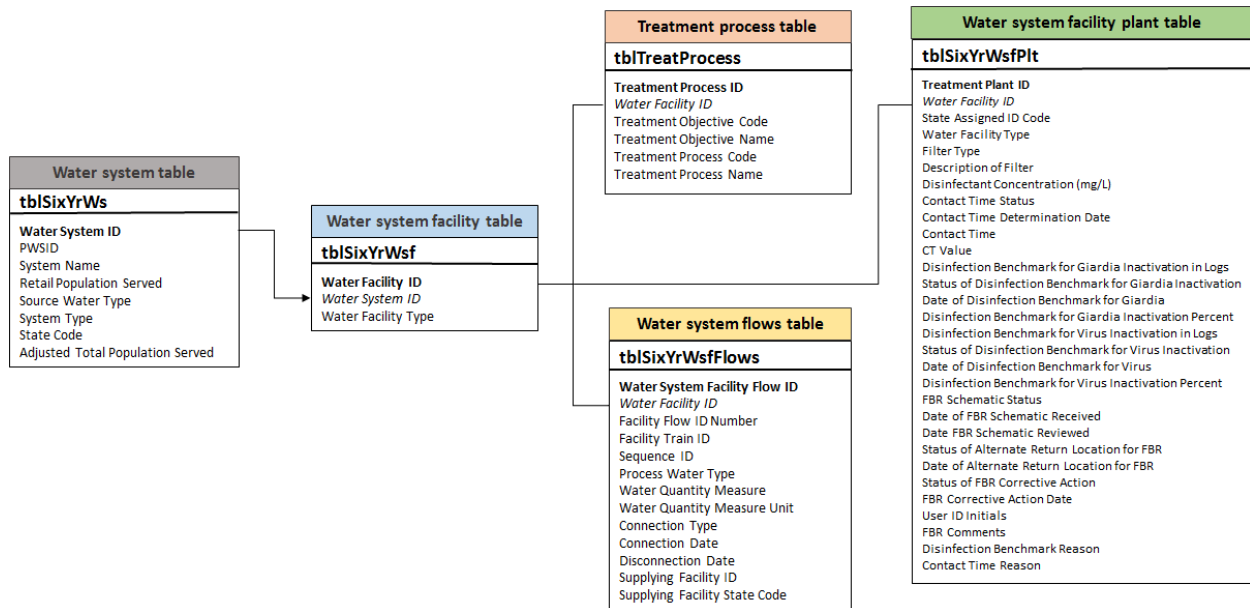 Water system table
tblSixYrWs
Water System ID
PWSID
System Name
Retail Population Served
Source Water Type
System Type
State Code
Adjusted Total Population Served
Water system facility table
tblSixYrWsf
Water Facility ID
Water System ID
Water Facility Type
Treatment process table
tblTreatProcess
Treatment Process ID
Water Facility ID
Treatment Objective Code
Treatment Objective Name
Treatment Process Code
Treatment Process Name
Water system flows table
tblSixYrWsfFlows
Water System Facility Flow ID
Water Facility ID
Facility Flow ID Number
Facility Train ID
Sequence ID
Process Water Type
Water Quantity Measure
Water Quantity Measure Unit
Connection Type
Connection Date
Disconnection Date
Supplying Facility ID
Supplying Facility State Code
Water system facility plant table
tblSixYrWsfPlt
Treatment Plant ID
Water Facility ID
State Assigned ID Code
Water Facility Type
Filter Type
Description of Filter
Disinfectant Concentration (mg/L)
Contact Time Status
Contact Time Determination Date
Contact Time
CT Value
Disinfection Benchmark for Giardia Inactivation in Logs
Status of Disinfection Benchmark for Giardia Inactivation
Date of Disinfection Benchmark for Giardia
Disinfection Benchmark for Giardia Inactivation Percent
Disinfection Benchmark for Virus Inactivation in Logs
Status of Disinfection Benchmark for Virus Inactivation
Date of Disinfection Benchmark for Virus
Disinfection Benchmark for Virus Inactivation Percent
FBR Schematic Status
Date of FBR Schematic Received
Date FBR Schematic Reviewed
Status of Alternate Return Location for FBR
Date of Alternate Return Location for FBR
Status of FBR Corrective Action
FBR Corrective Action Date
User ID Initials
FBR Comments
Disinfection Benchmark Reason
Contact Time Reason